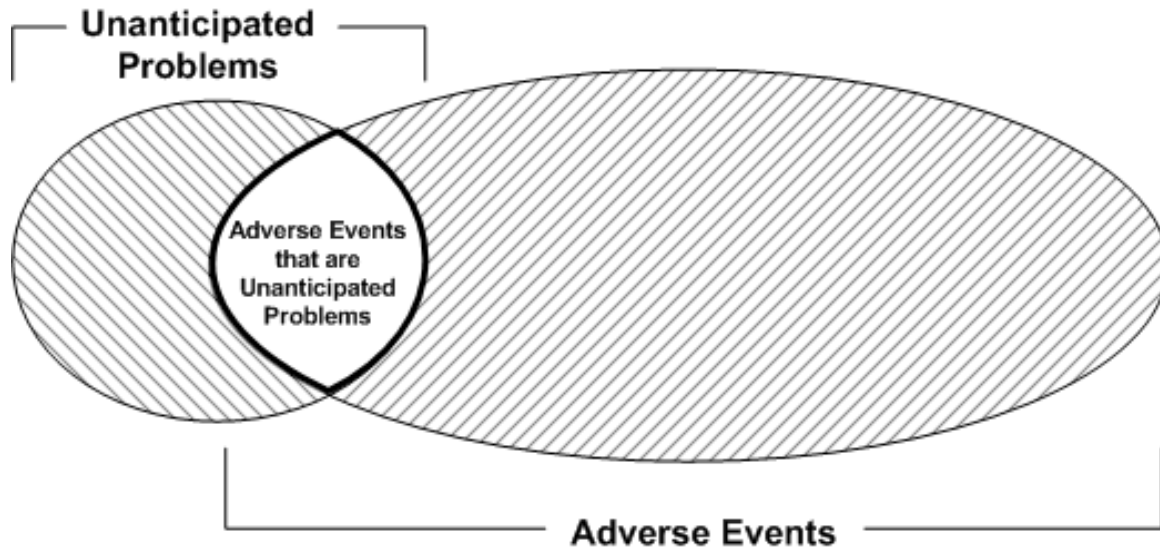 Unanticipated
Problems
Adverse Events
that are
Unanticipated
Problems
Adverse Events